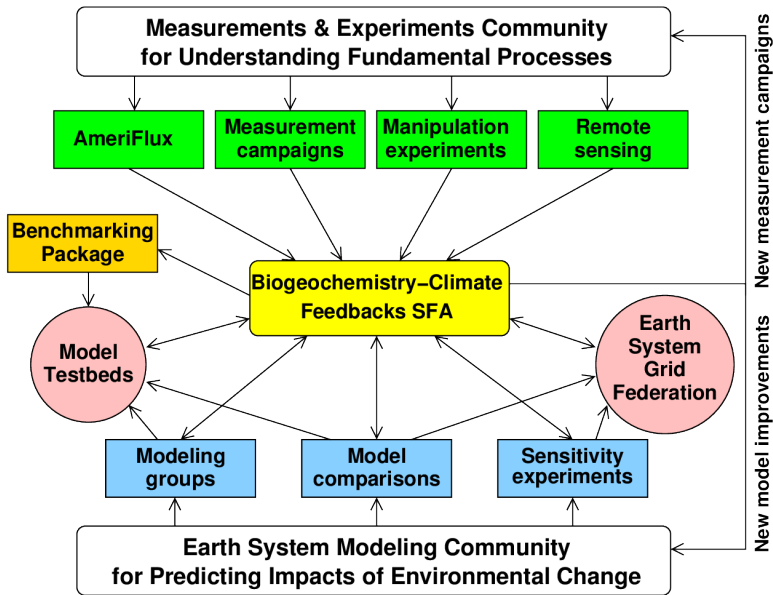 Measurements & Experiments Community
for Understanding Fundamental Processes
AmeriFlux
Measurement
campaigns
Manipulation
experiments
Remote
sensing
New measurement campaigns
Benchmarking
Package
Biogeochemistry−Climate
Feedbacks SFA
Model
Testbeds
Earth
System
Grid
Federation
New model improvements
Modeling
groups
Model
comparisons
Sensitivity
experiments
Earth System Modeling Community
for Predicting Impacts of Environmental Change